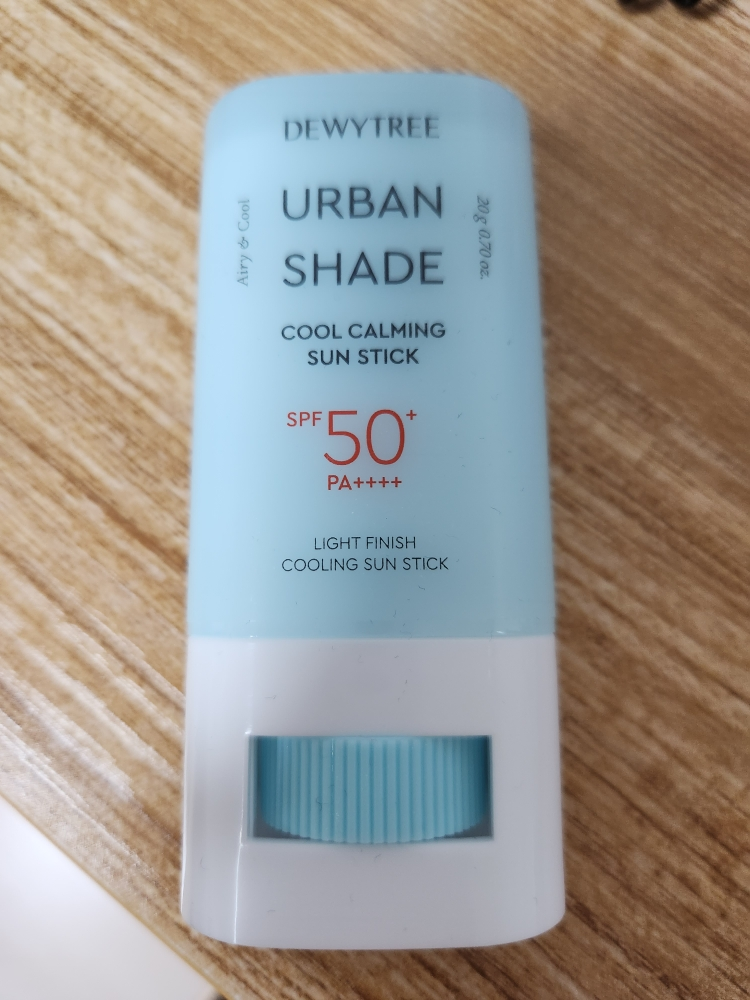 DEWYTREE
URBAN
SHADE
Airy & Cool
20g 0.70 oz.
COOL CALMING
SUN STICK
SPF 50+
PA++++
LIGHT FINISH
COOLING SUN STICK